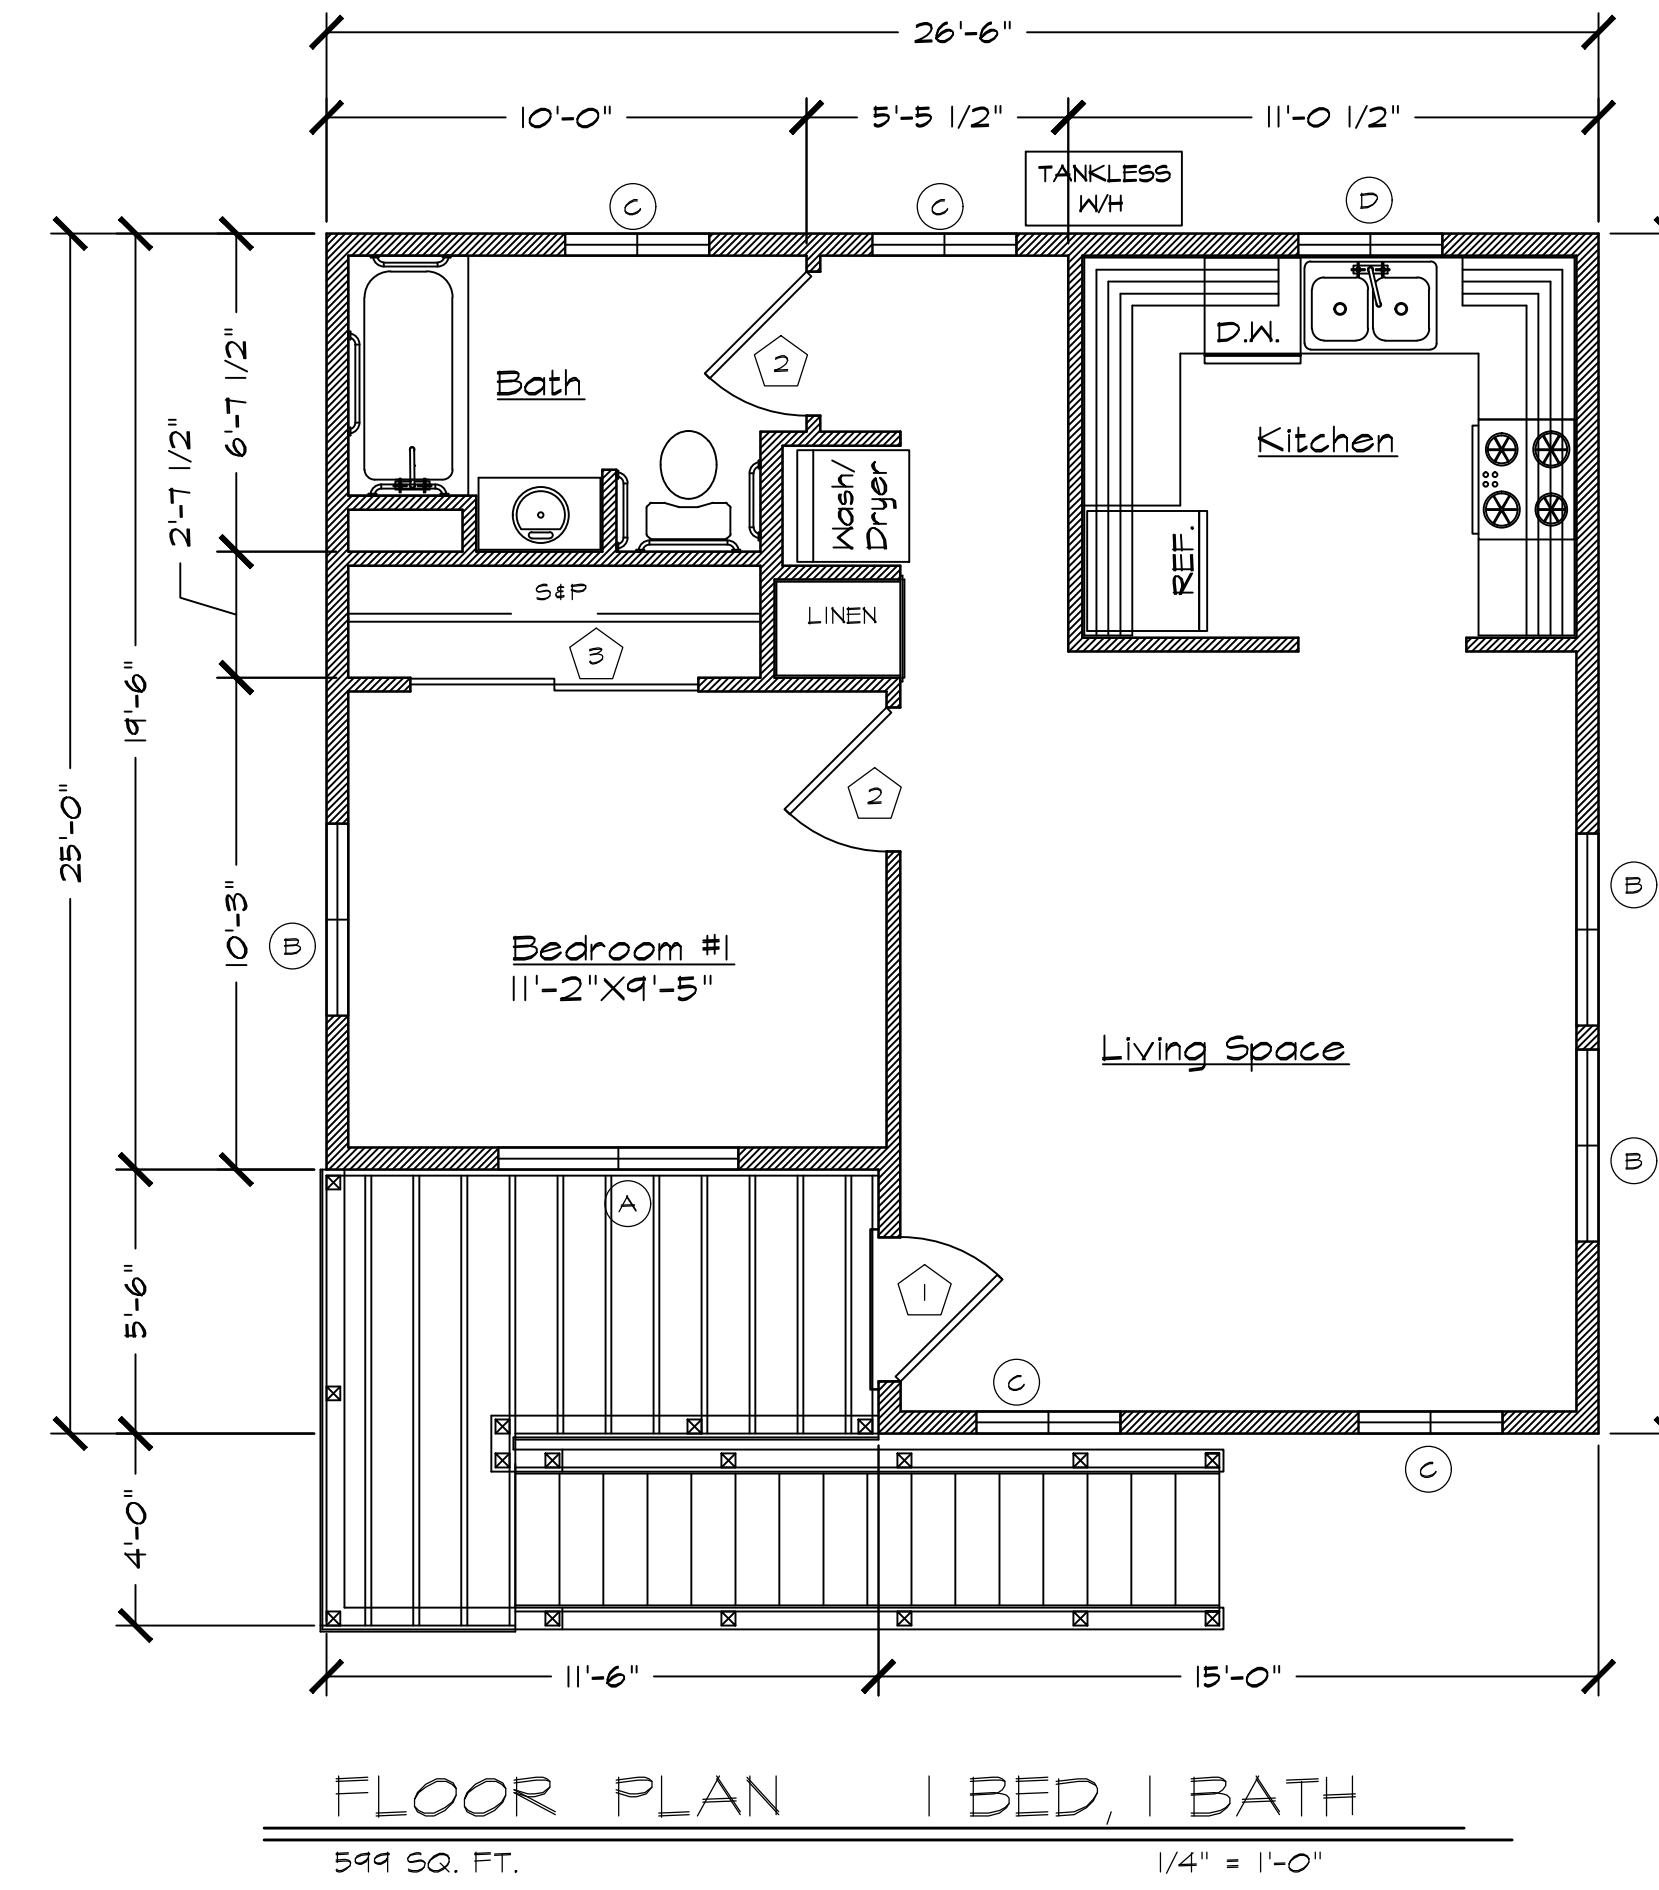 26'-6"
10'-0"
5'-5 1/2"
11'-0 1/2"
TANKLESS
W/H
C
C
D
2
D.W.
Bath
Kitchen
6'-7 1/2"
2'-7 1/2"
Wash/
Dryer
REF.
S&P
LINEN
3
19'-6"
25'-0"
2
10'-3"
B
B
Bedroom #1
11'-2"X9'-5"
Living Space
B
A
1
5'-6"
C
C
4'-0"
11'-6"
15'-0"
FLOOR PLAN 1 BED, 1 BATH
599 SQ. FT. 1/4" = 1'-0"